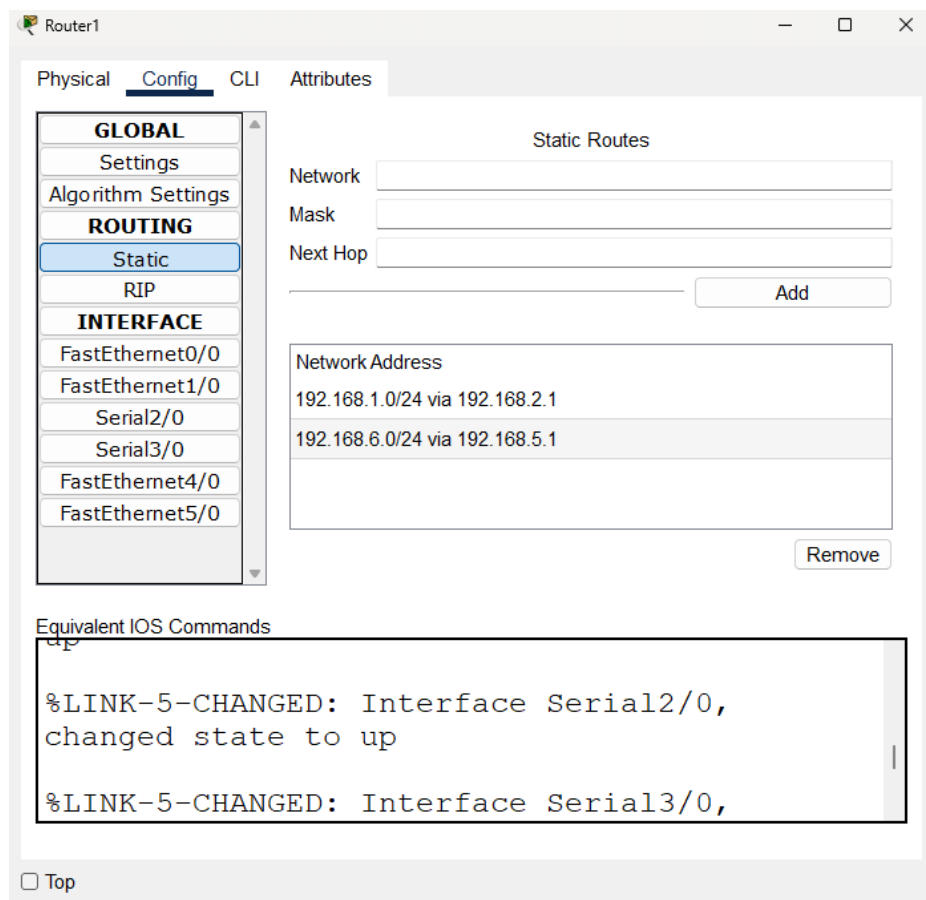 Router1
Physical Config CLI Attributes
GLOBAL
Settings
Algorithm Settings
ROUTING
Static
RIP
INTERFACE
FastEthernet0/0
FastEthernet1/0
Serial2/0
Serial3/0
FastEthernet4/0
FastEthernet5/0
Static Routes
Network
Mask
Next Hop
Add
Network Address
192.168.1.0/24 via 192.168.2.1
192.168.6.0/24 via 192.168.5.1
Remove
Equivalent IOS Commands
up
%LINK-5-CHANGED: Interface Serial2/0,
changed state to up
%LINK-5-CHANGED: Interface Serial3/0,
Top